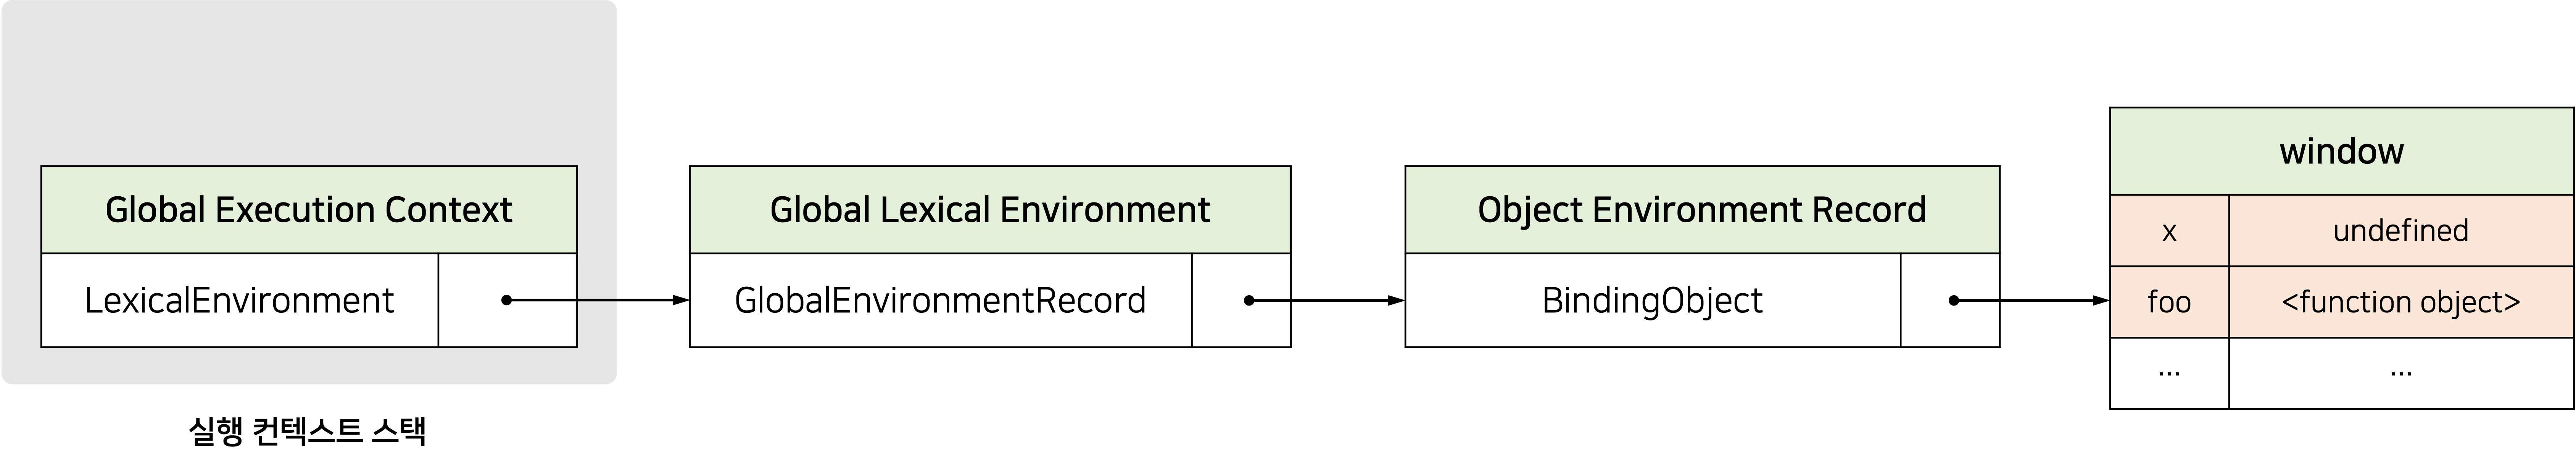 Global Execution Context
LexicalEnvironment
실행 컨텍스트 스택
Global Lexical Environment
GlobalEnvironmentRecord
Object Environment Record
BindingObject
window
x undefined
foo <function object>
... ...